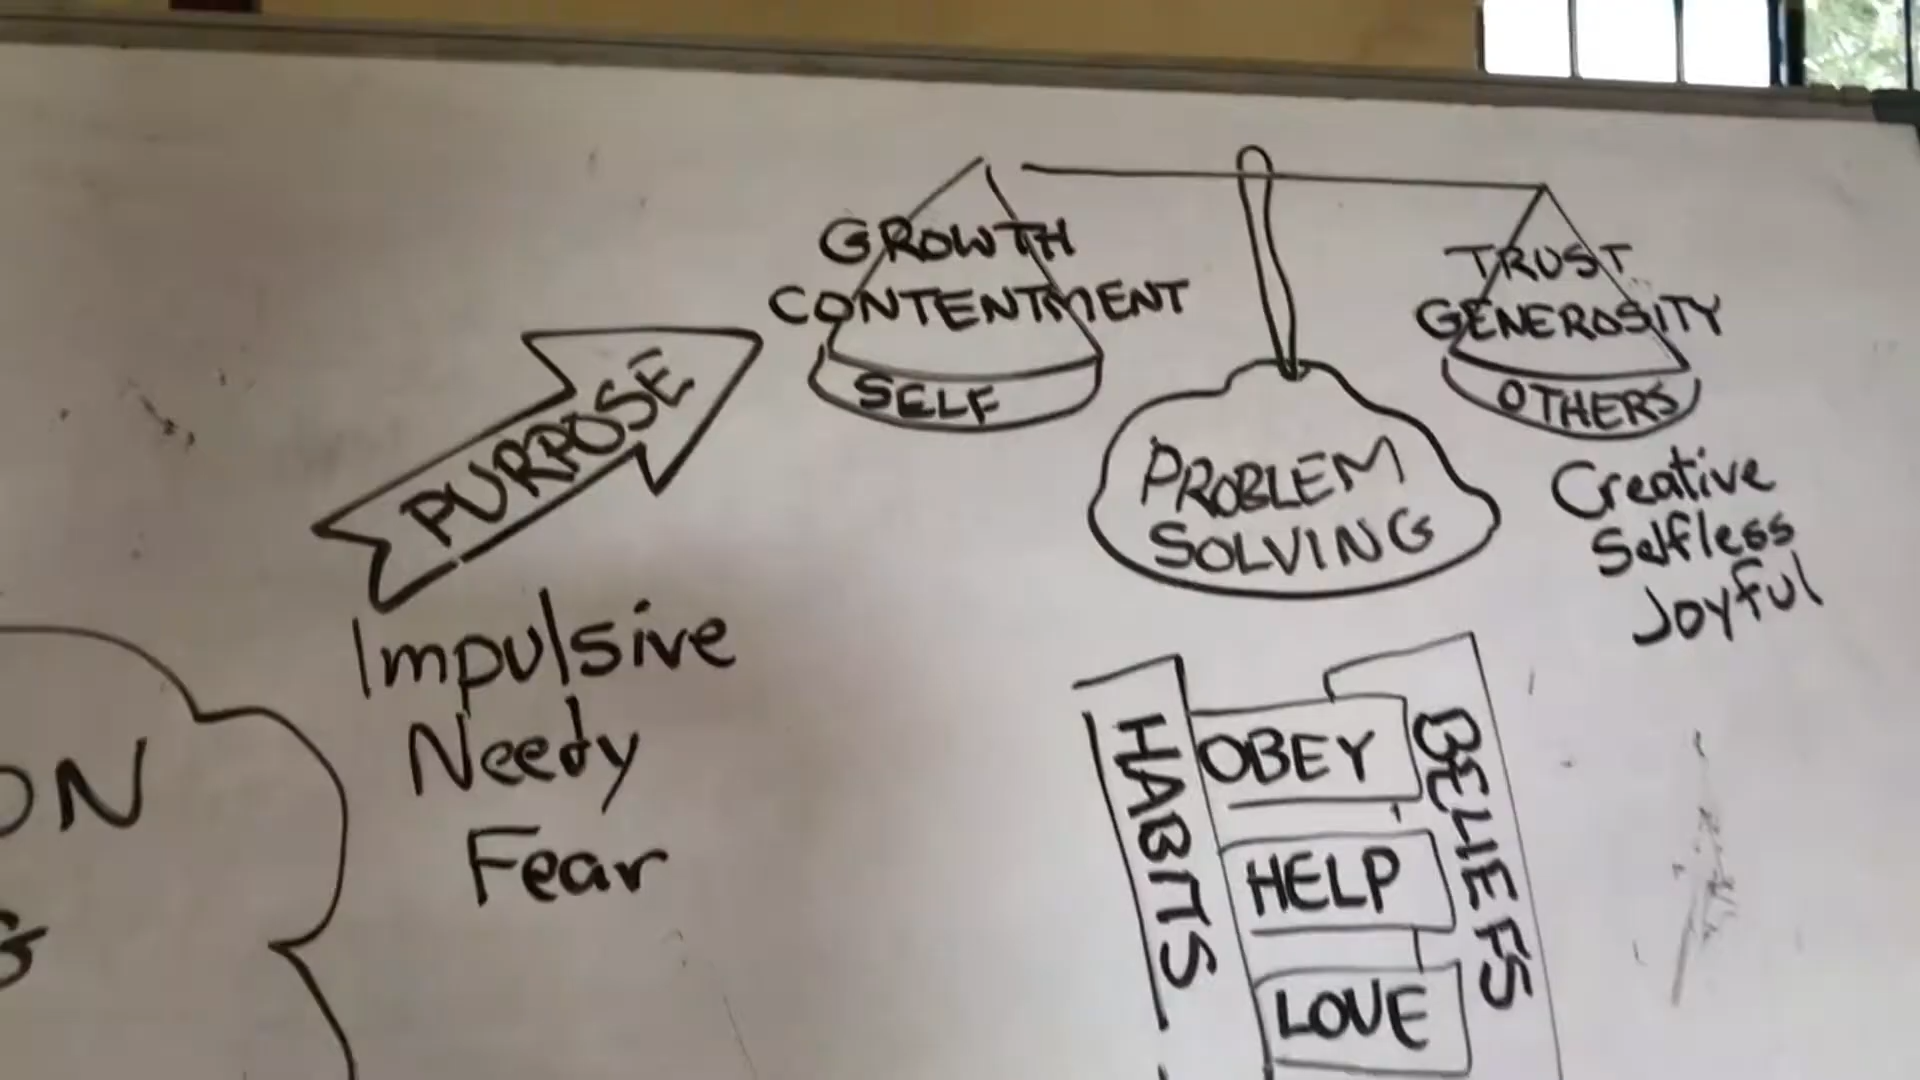 GROWTH
CONTENTMENT
SELF
TRUST
GENEROSITY
OTHERS
PURPOSE
PROBLEM
SOLVING
Creative
Selfless
Joyful
Impulsive
Needy
Fear
HABITS
OBEY
HELP
LOVE
BELIEFS
ON